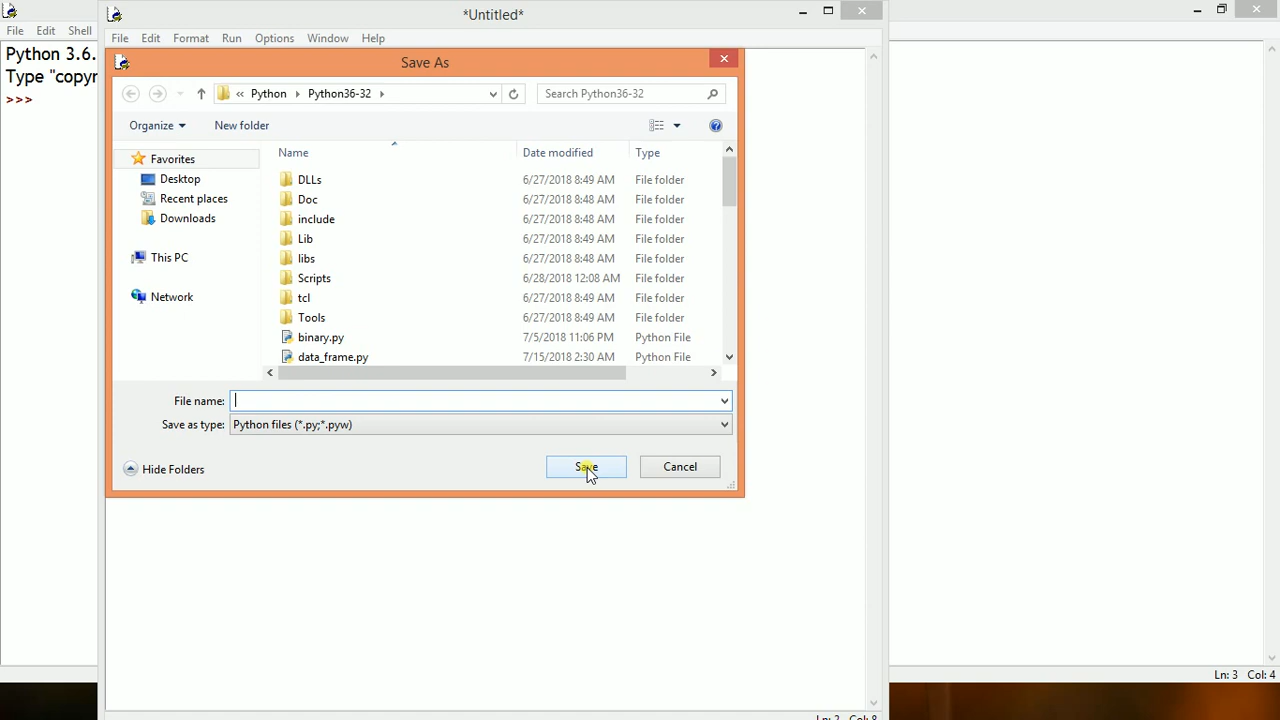 *Untitled*
File Edit Shell
File Edit Format Run Options Window Help
Python 3.6.
Type "copyr
>>>
Save As
« Python Python36-32
Search Python36-32
Organize New folder
Name Date modified Type
Favorites
Desktop
Recent places
Downloads
This PC
Network
DLLs 6/27/2018 8:49 AM File folder
Doc 6/27/2018 8:48 AM File folder
include 6/27/2018 8:48 AM File folder
Lib 6/27/2018 8:49 AM File folder
libs 6/27/2018 8:48 AM File folder
Scripts 6/28/2018 12:08 AM File folder
tcl 6/27/2018 8:49 AM File folder
Tools 6/27/2018 8:49 AM File folder
binary.py 7/5/2018 11:06 PM Python File
data_frame.py 7/15/2018 2:30 AM Python File
File name:
Save as type: Python files (*.py;*.pyw)
Hide Folders
Save Cancel
Ln: 3 Col: 4
Ln: 2 Col: 8